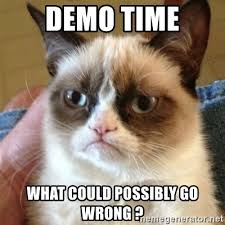 DEMO TIME
WHAT COULD POSSIBLY GO
WRONG ?
memegenerator.net